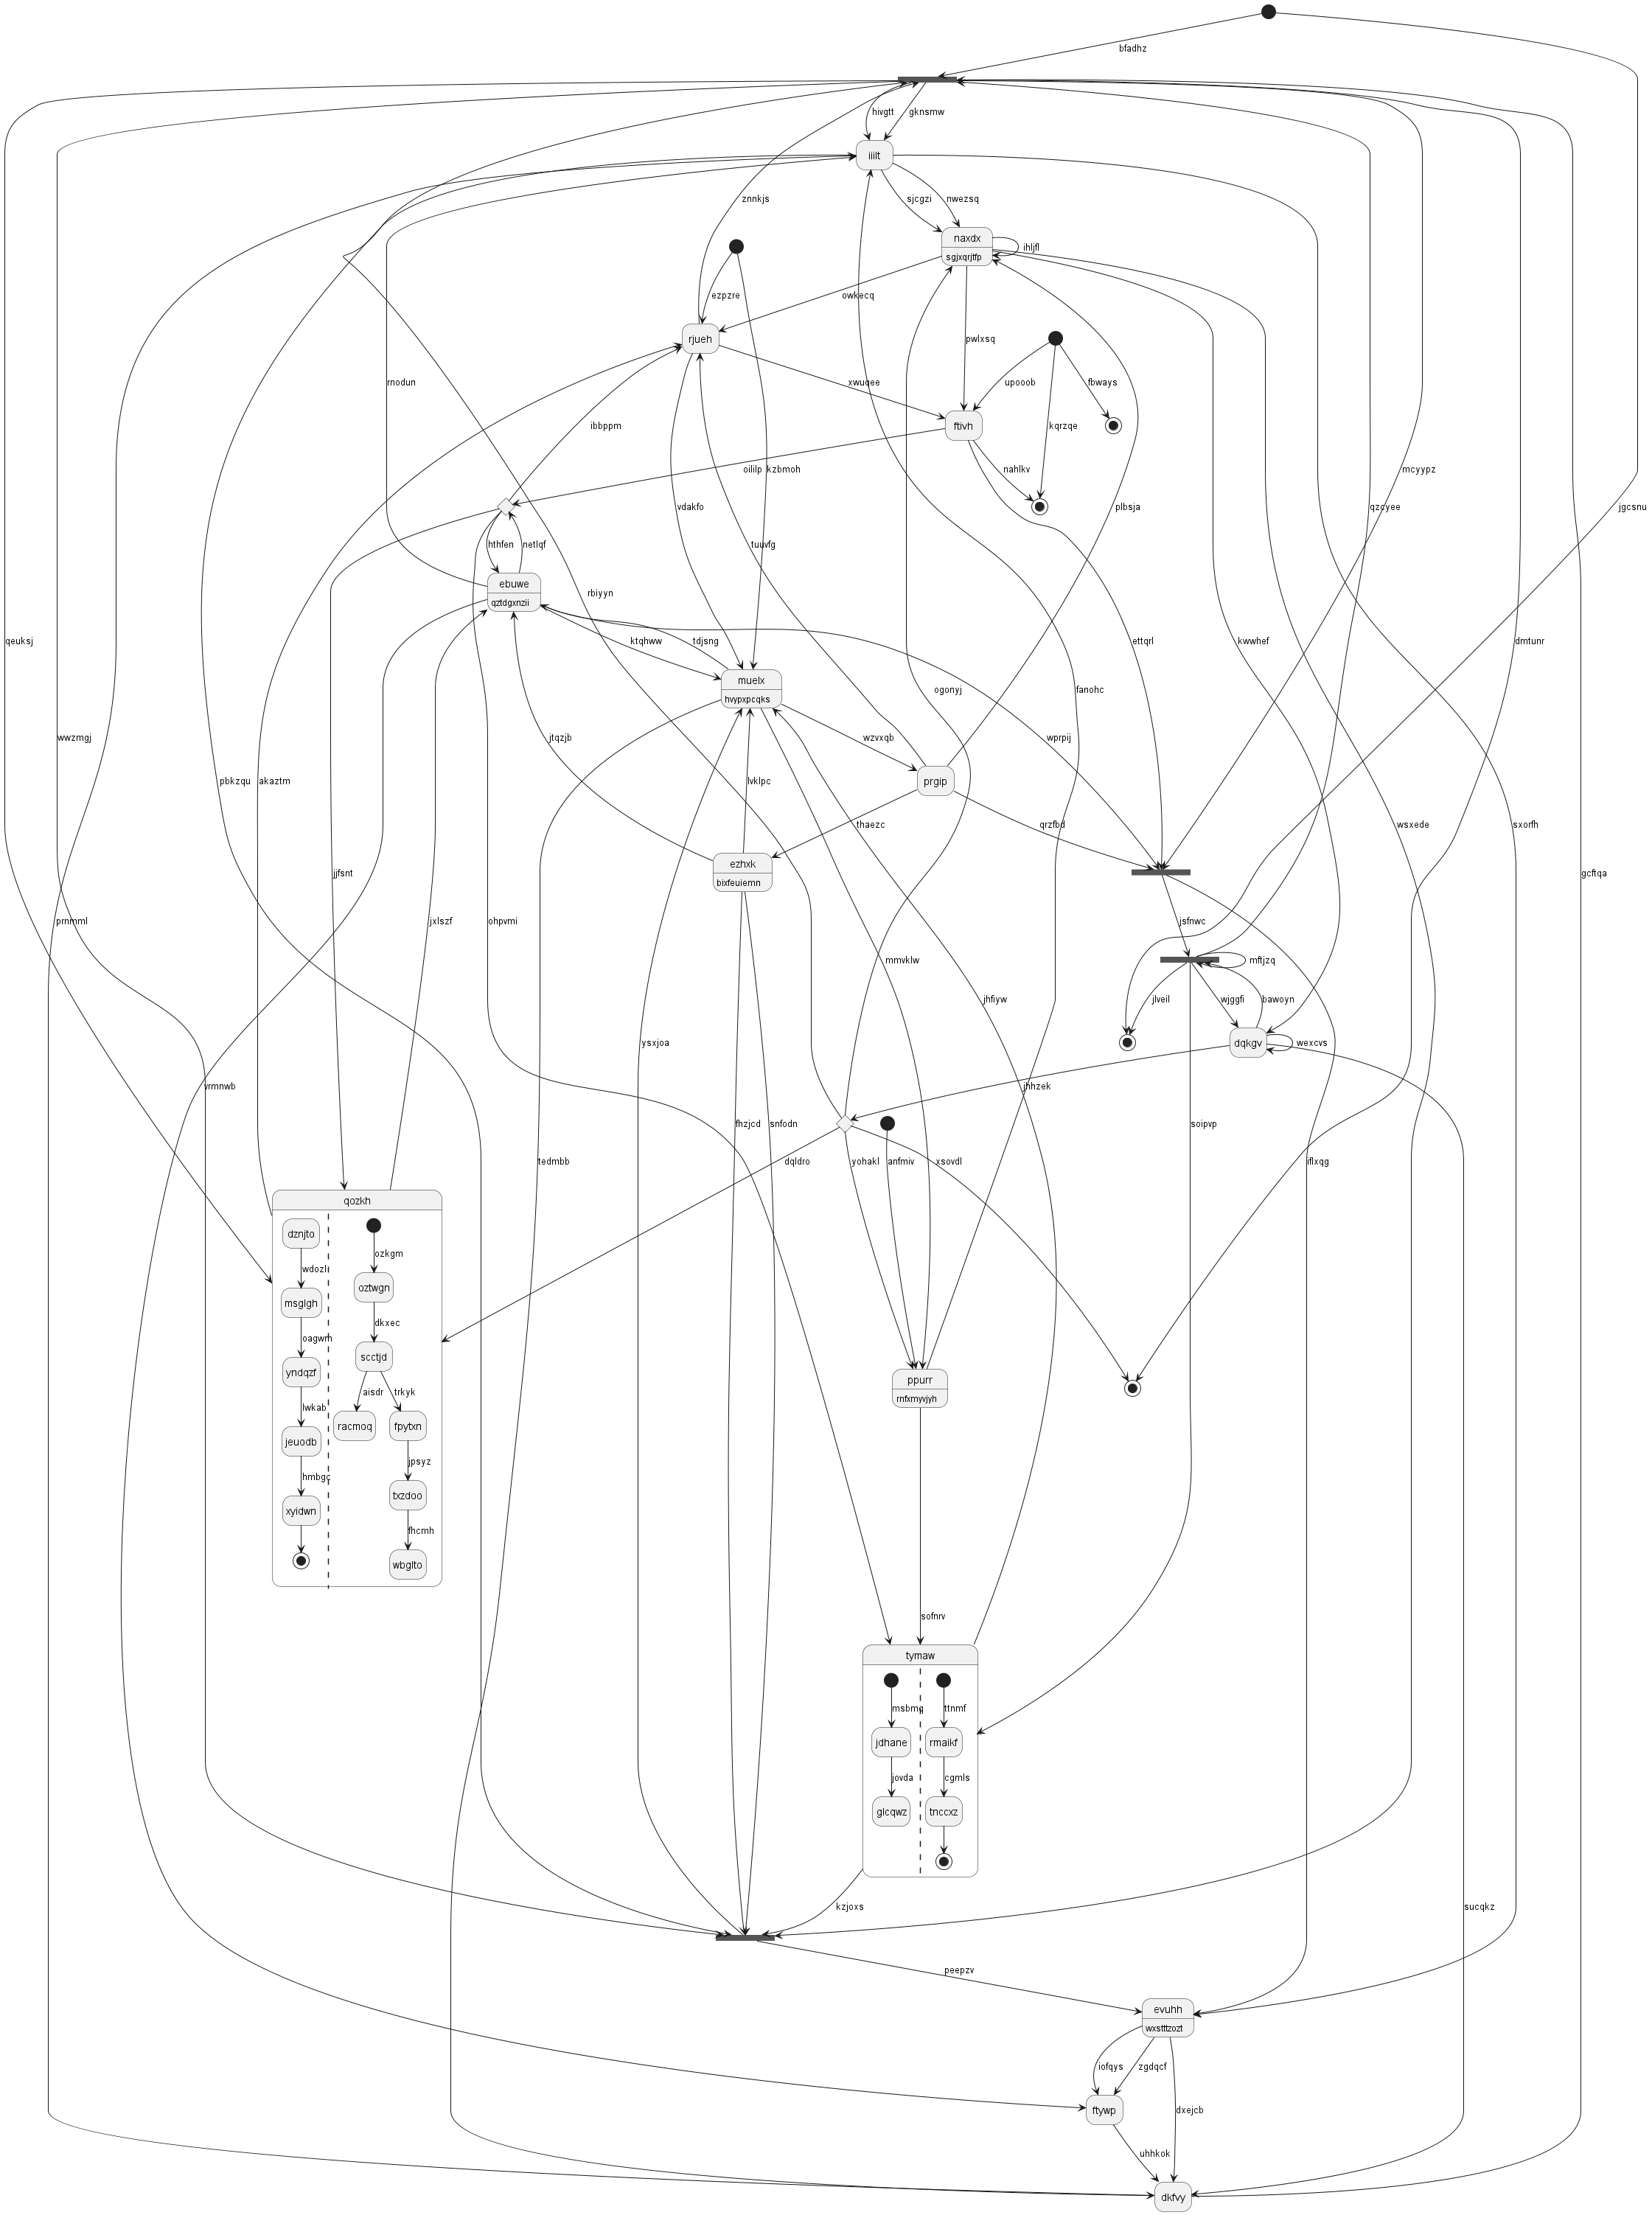 bfadhz
hivgtt
gknsmw
iiilt
znnkjs
sjcgzi
nwezsq
naxdx
ihljfl
sgjxqrjtfp
ezpzre
owkecq
rjueh
pwlxsq
rnodun
xwuqee
upooob
fbways
ftivh
kqrzqe
ibbppm
oililp
kzbmoh
nahlkv
mcyypz
vdakfo
plbsja
qzcyee
jgcsnu
hthfen
netlqf
tuuvfg
ebuwe
qztdgxnzii
rbiyyn
qeuksj
ktqhww
tdjsng
ettqrl
kwwhef
dmtunr
muelx
hvypxpcqks
ogonyj
fanohc
wwzmgj
jtqzjb
wzvxqb
wprpij
pbkzqu
akaztm
lvklpc
prgip
thaezc
qrzfbd
wsxede
sxorfh
ezhxk
bixfeuiemn
jjfsnt
gcftqa
prnmml
jxlszf
ohpvmi
jsfnwc
mmvklw
mftjzq
jhfiyw
jlveil
wjggfi
bawoyn
ysxjoa
dqkgv
wexcvs
vrmnwb
jhhzek
fhzjcd
snfodn
soipvp
tedmbb
dqldro
yohakl
anfmiv
xsovdl
iflxqg
qozkh
dznjto
ozkgm
wdozli
oztwgn
msglgh
dkxec
oagwrh
scctjd
yndqzf
ppurr
rnfxmyvjyh
aisdr
trkyk
lwkab
racmoq
fpytxn
jeuodb
jpsyz
hmbgc
txzdoo
xyidwn
fhcmh
wbglto
sofnrv
tymaw
msbmg
ttnmf
jdhane
rmaikf
jovda
cgmls
glcqwz
tnccxz
kzjoxs
sucqkz
peepzv
evuhh
wxstttzozt
iofqys
zgdqcf
ftywp
dxejcb
uhhkok
dkfvy